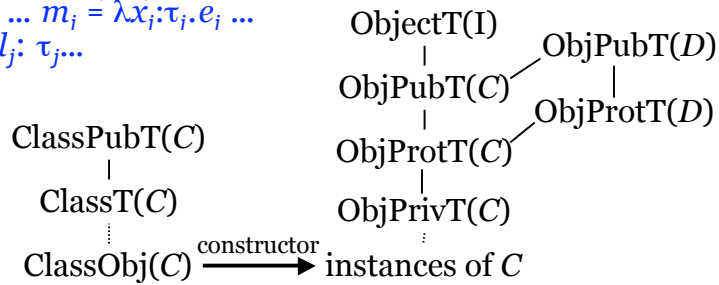 ... mᵢ = λxᵢ:τᵢ.eᵢ ...
lⱼ: τⱼ...
ObjectT(I)
ObjPubT(D)
ObjPubT(C)
ObjProtT(D)
ClassPubT(C)
ObjProtT(C)
ClassT(C)
ObjPrivT(C)
constructor
ClassObj(C)
instances of C